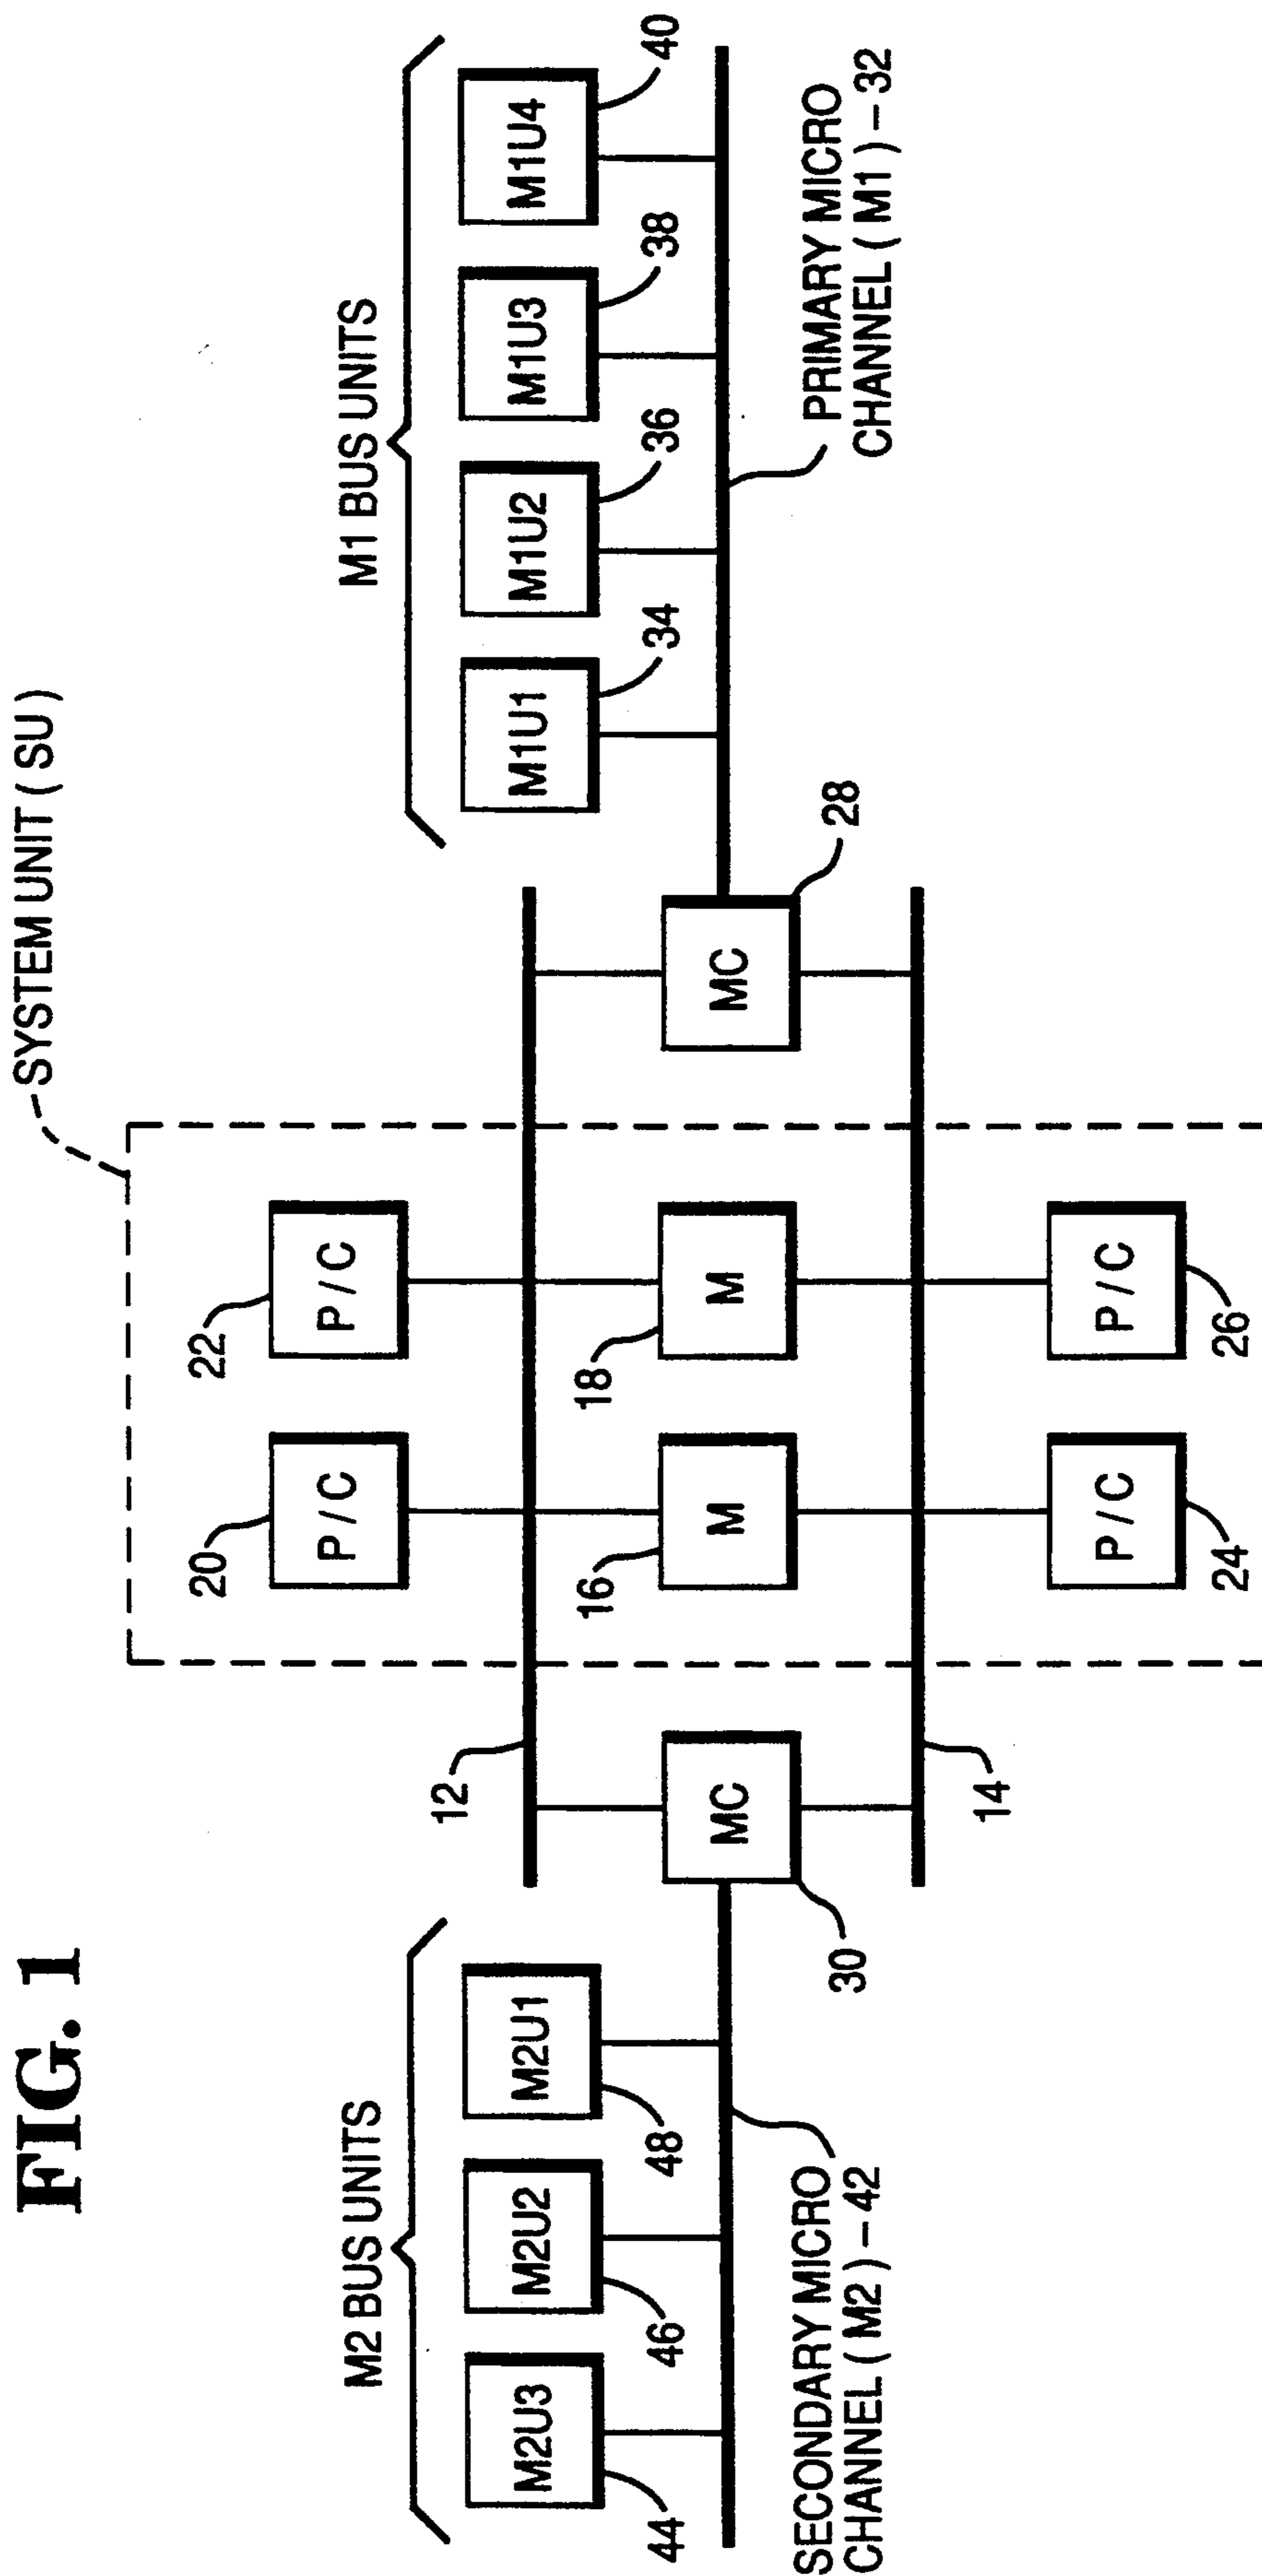 FIG. 1
SYSTEM UNIT ( SU )
M2 BUS UNITS
M1 BUS UNITS
M2U3
M2U2
M2U1
44
46
48
SECONDARY MICRO
CHANNEL ( M2 ) – 42
12
14
MC
30
20
P / C
22
P / C
16
M
18
M
P / C
24
P / C
26
MC
28
M1U1
M1U2
M1U3
M1U4
34
36
38
40
PRIMARY MICRO
CHANNEL ( M1 ) – 32